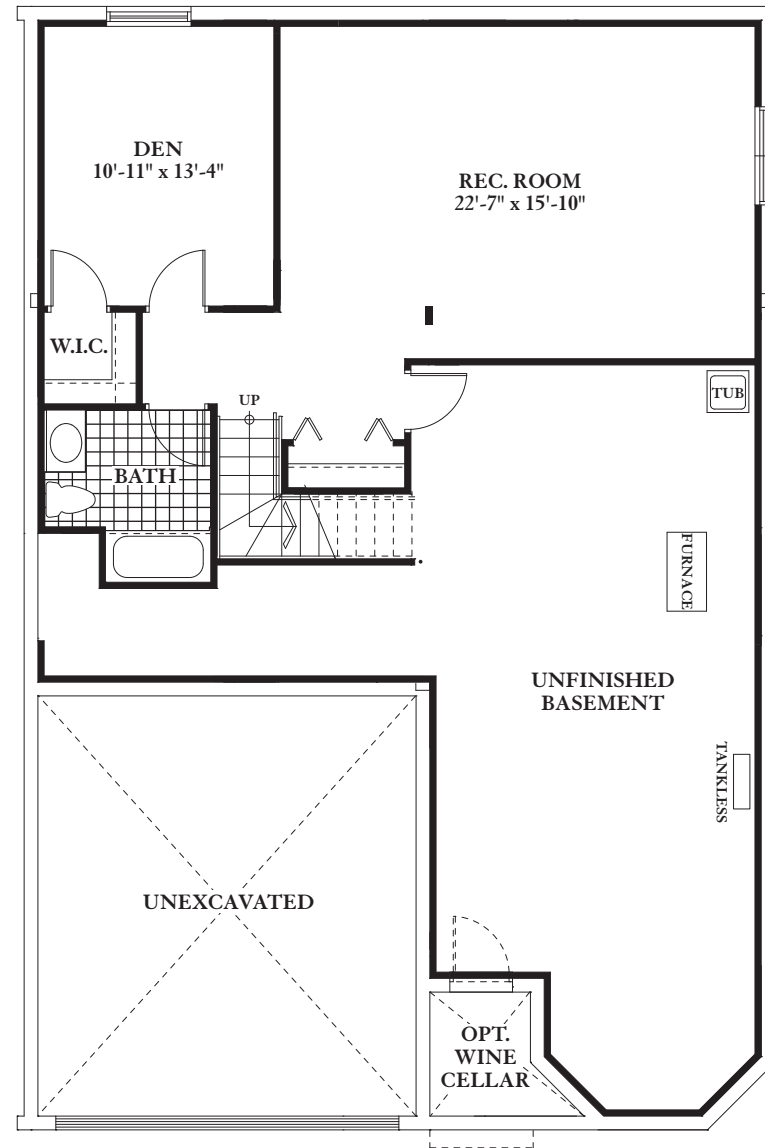 DEN
10'-11" x 13'-4"
REC. ROOM
22'-7" x 15'-10"
W.I.C.
UP
TUB
BATH
FURNACE
UNFINISHED
BASEMENT
TANKLESS
UNEXCAVATED
OPT.
WINE
CELLAR